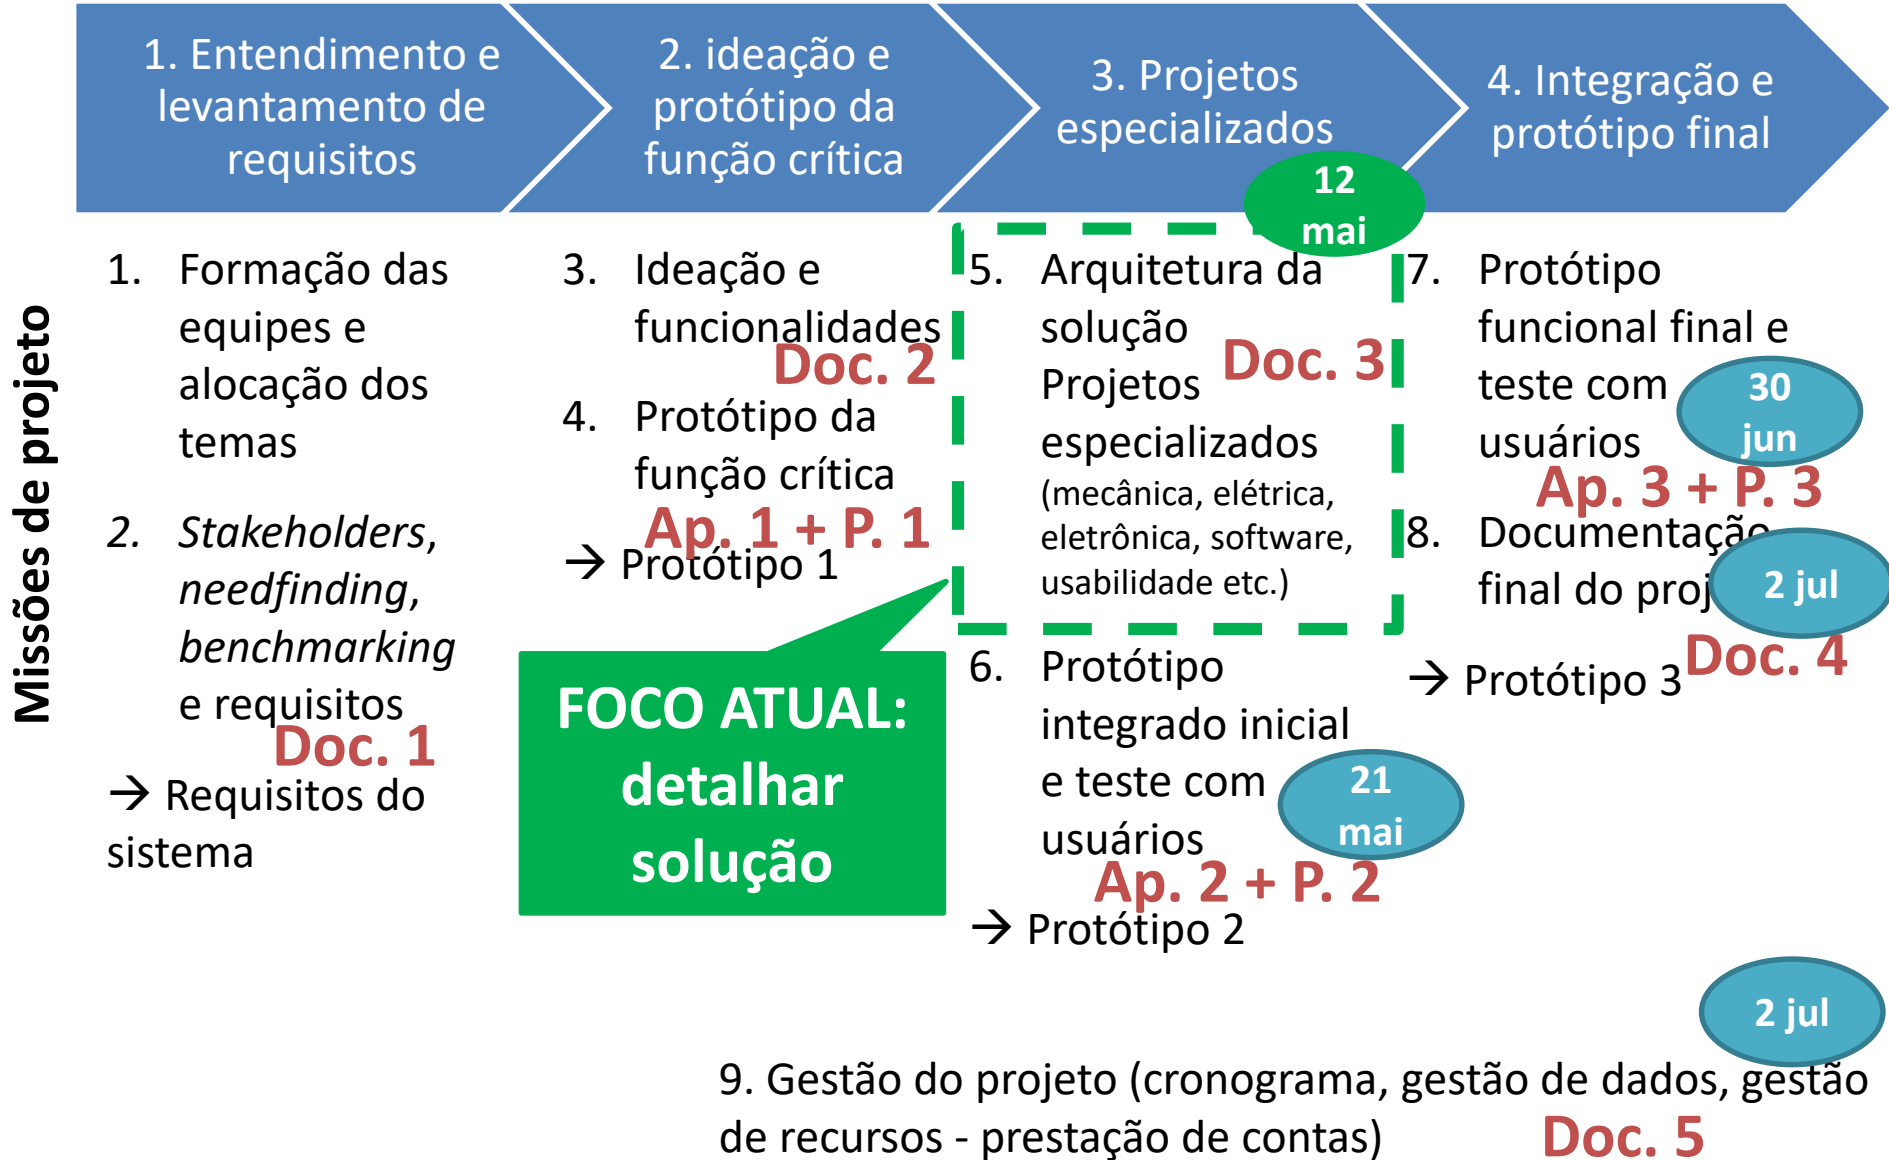 1. Entendimento e
levantamento de
requisitos
2. ideação e
protótipo da
função crítica
3. Projetos
especializados
4. Integração e
protótipo final
12
mai
Missões de projeto
1. Formação das
equipes e
alocação dos
temas
2. Stakeholders,
needfinding,
benchmarking
e requisitos
Doc. 1
→ Requisitos do
sistema
3. Ideação e
funcionalidades
Doc. 2
4. Protótipo da
função crítica
Ap. 1 + P. 1
→ Protótipo 1
FOCO ATUAL:
detalhar
solução
5. Arquitetura da
solução
Doc. 3
Projetos
especializados
(mecânica, elétrica,
eletrônica, software,
usabilidade etc.)
6. Protótipo
integrado inicial
e teste com
usuários
21
mai
Ap. 2 + P. 2
→ Protótipo 2
7. Protótipo
funcional final e
teste com
usuários
30
jun
Ap. 3 + P. 3
8. Documentação
final do proj
2 jul
Doc. 4
→ Protótipo 3
2 jul
9. Gestão do projeto (cronograma, gestão de dados, gestão
de recursos - prestação de contas)
Doc. 5